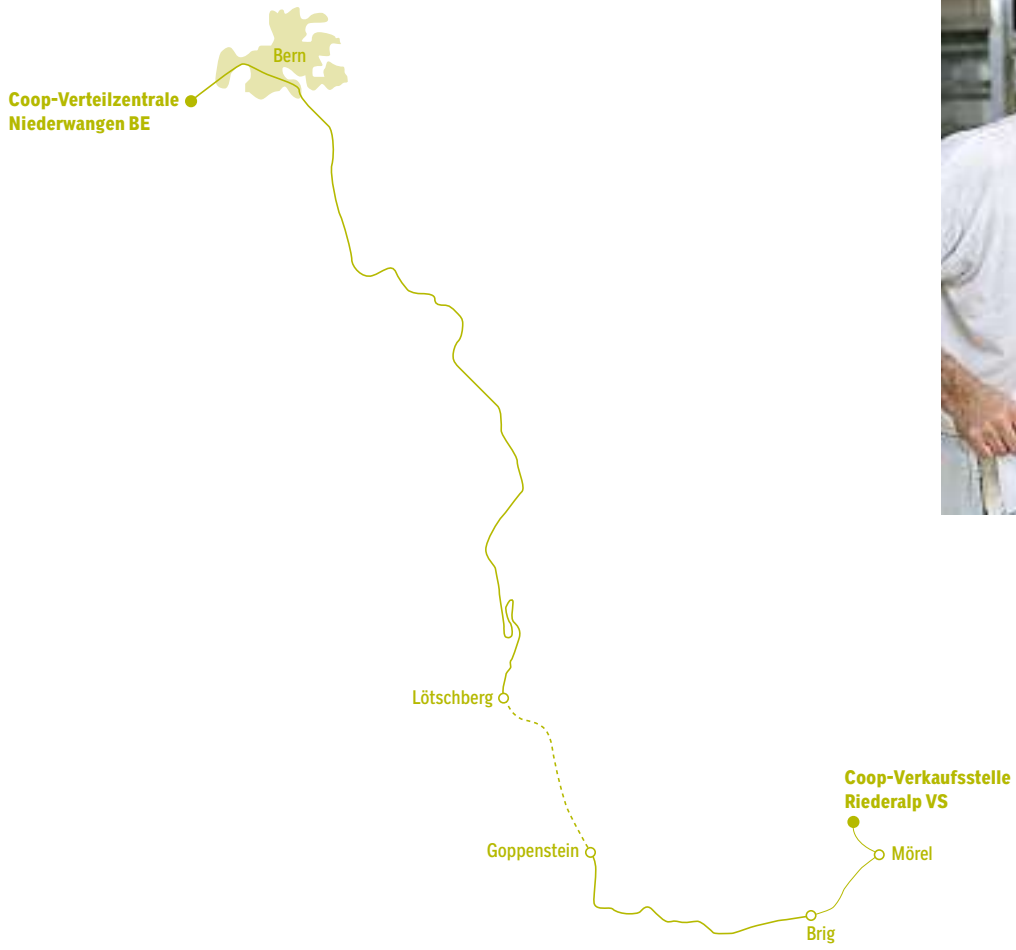 Bern
Coop-Verteilzentrale
Niederwangen BE
Lötschberg
Coop-Verkaufsstelle
Riederalp VS
Goppenstein
Mörel
Brig